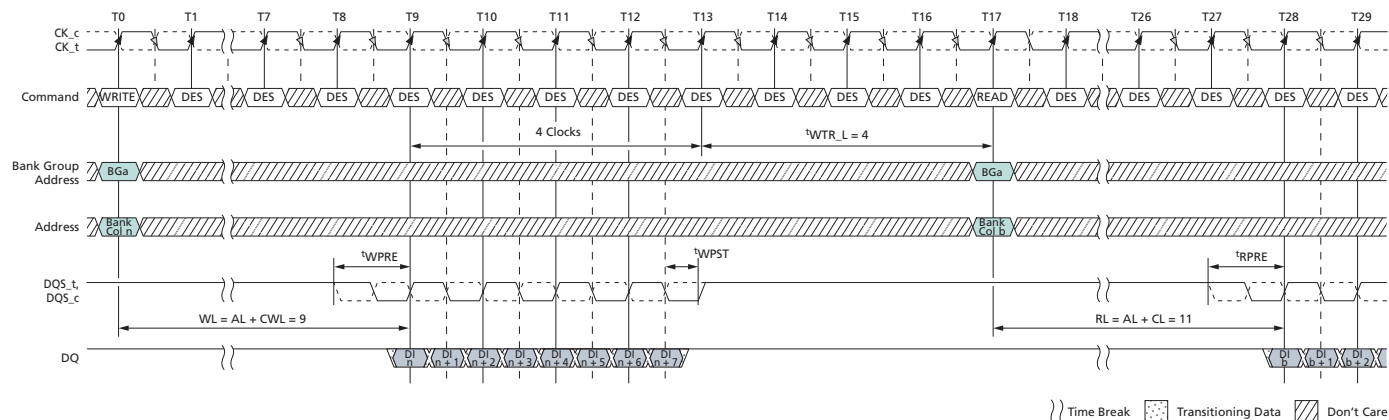 T0 T1 T7 T8 T9 T10 T11 T12 T13 T14 T15 T16 T17 T18 T26 T27 T28 T29
CK_c
CK_t
Command WRITE DES DES DES DES DES DES DES DES DES DES DES READ DES DES DES DES DES
4 Clocks tWTR_L = 4
Bank Group
Address
BGa BGa
Address
Bank
Col n
Bank
Col b
tWPRE tWPST tRPRE
DQS_t,
DQS_c
WL = AL + CWL = 9 RL = AL + CL = 11
DQ
DI
n
DI
n + 1
DI
n + 2
DI
n + 3
DI
n + 4
DI
n + 5
DI
n + 6
DI
n + 7
DI
b
DI
b + 1
DI
b + 2
Time Break Transitioning Data Don't Care